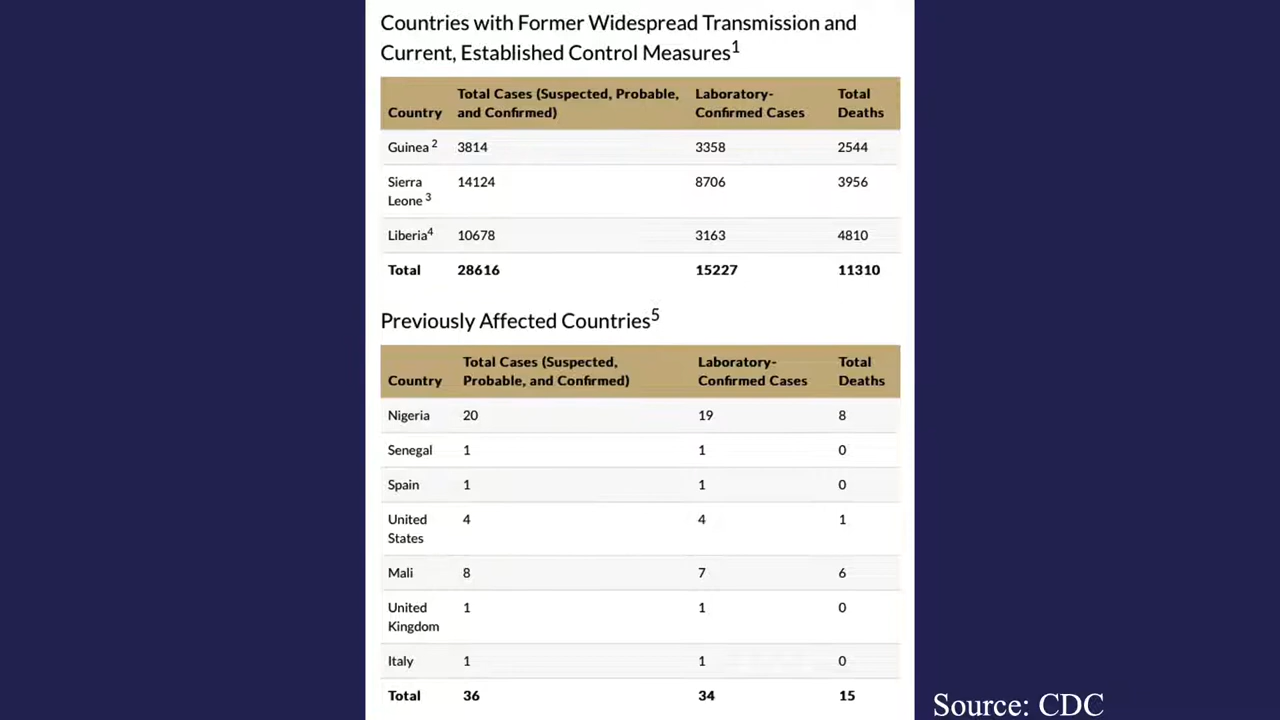 Countries with Former Widespread Transmission and
Current, Established Control Measures1
Country Total Cases (Suspected, Probable, and Confirmed) Laboratory-Confirmed Cases Total Deaths
Guinea 2 3814 3358 2544
Sierra Leone 3 14124 8706 3956
Liberia4 10678 3163 4810
Total 28616 15227 11310
Previously Affected Countries5
Country Total Cases (Suspected, Probable, and Confirmed) Laboratory-Confirmed Cases Total Deaths
Nigeria 20 19 8
Senegal 1 1 0
Spain 1 1 0
United States 4 4 1
Mali 8 7 6
United Kingdom 1 1 0
Italy 1 1 0
Total 36 34 15
Source: CDC